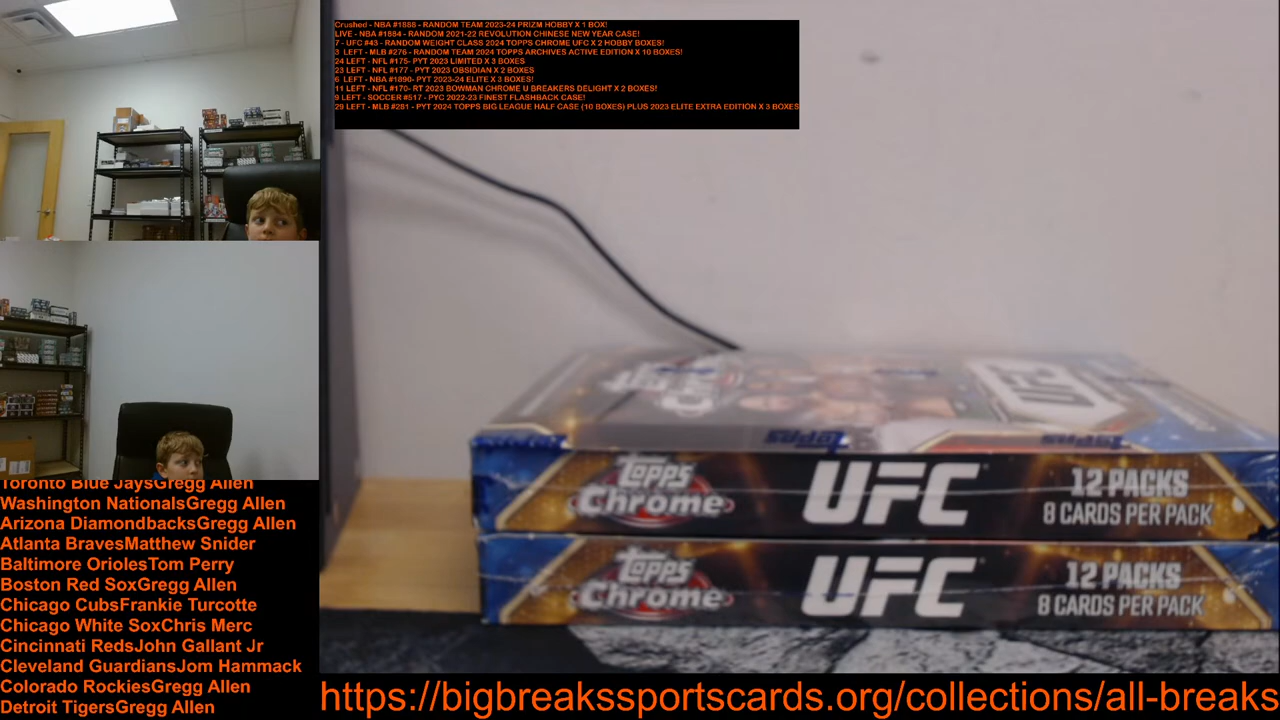 Crushed - NBA #1888 - RANDOM TEAM 2023-24 PRIZM HOBBY X 1 BOX!
LIVE - NBA #1884 - RANDOM 2021-22 REVOLUTION CHINESE NEW YEAR CASE!
7 - UFC #43 - RANDOM WEIGHT CLASS 2024 TOPPS CHROME UFC X 2 HOBBY BOXES!
3 LEFT - MLB #276 - RANDOM TEAM 2024 TOPPS ARCHIVES ACTIVE EDITION X 10 BOXES!
24 LEFT - NFL #175- PYT 2023 LIMITED X 3 BOXES
23 LEFT - NFL #177 - PYT 2023 OBSIDIAN X 2 BOXES
6 LEFT - NBA #1890- PYT 2023-24 ELITE X 3 BOXES!
11 LEFT - NFL #170- RT 2023 BOWMAN CHROME U BREAKERS DELIGHT X 2 BOXES!
9 LEFT - SOCCER #517 - PYC 2022-23 FINEST FLASHBACK CASE!
29 LEFT - MLB #281 - PYT 2024 TOPPS BIG LEAGUE HALF CASE (10 BOXES) PLUS 2023 ELITE EXTRA EDITION X 3 BOXES
UFC
topps topps
Topps Chrome UFC 12 PACKS
8 CARDS PER PACK
Topps Chrome UFC 12 PACKS
8 CARDS PER PACK
Toronto Blue JaysGregg Allen
Washington NationalsGregg Allen
Arizona DiamondbacksGregg Allen
Atlanta BravesMatthew Snider
Baltimore OriolesTom Perry
Boston Red SoxGregg Allen
Chicago CubsFrankie Turcotte
Chicago White SoxChris Merc
Cincinnati RedsJohn Gallant Jr
Cleveland GuardiansJom Hammack
Colorado RockiesGregg Allen
Detroit TigersGregg Allen
https://bigbreakssportscards.org/collections/all-breaks